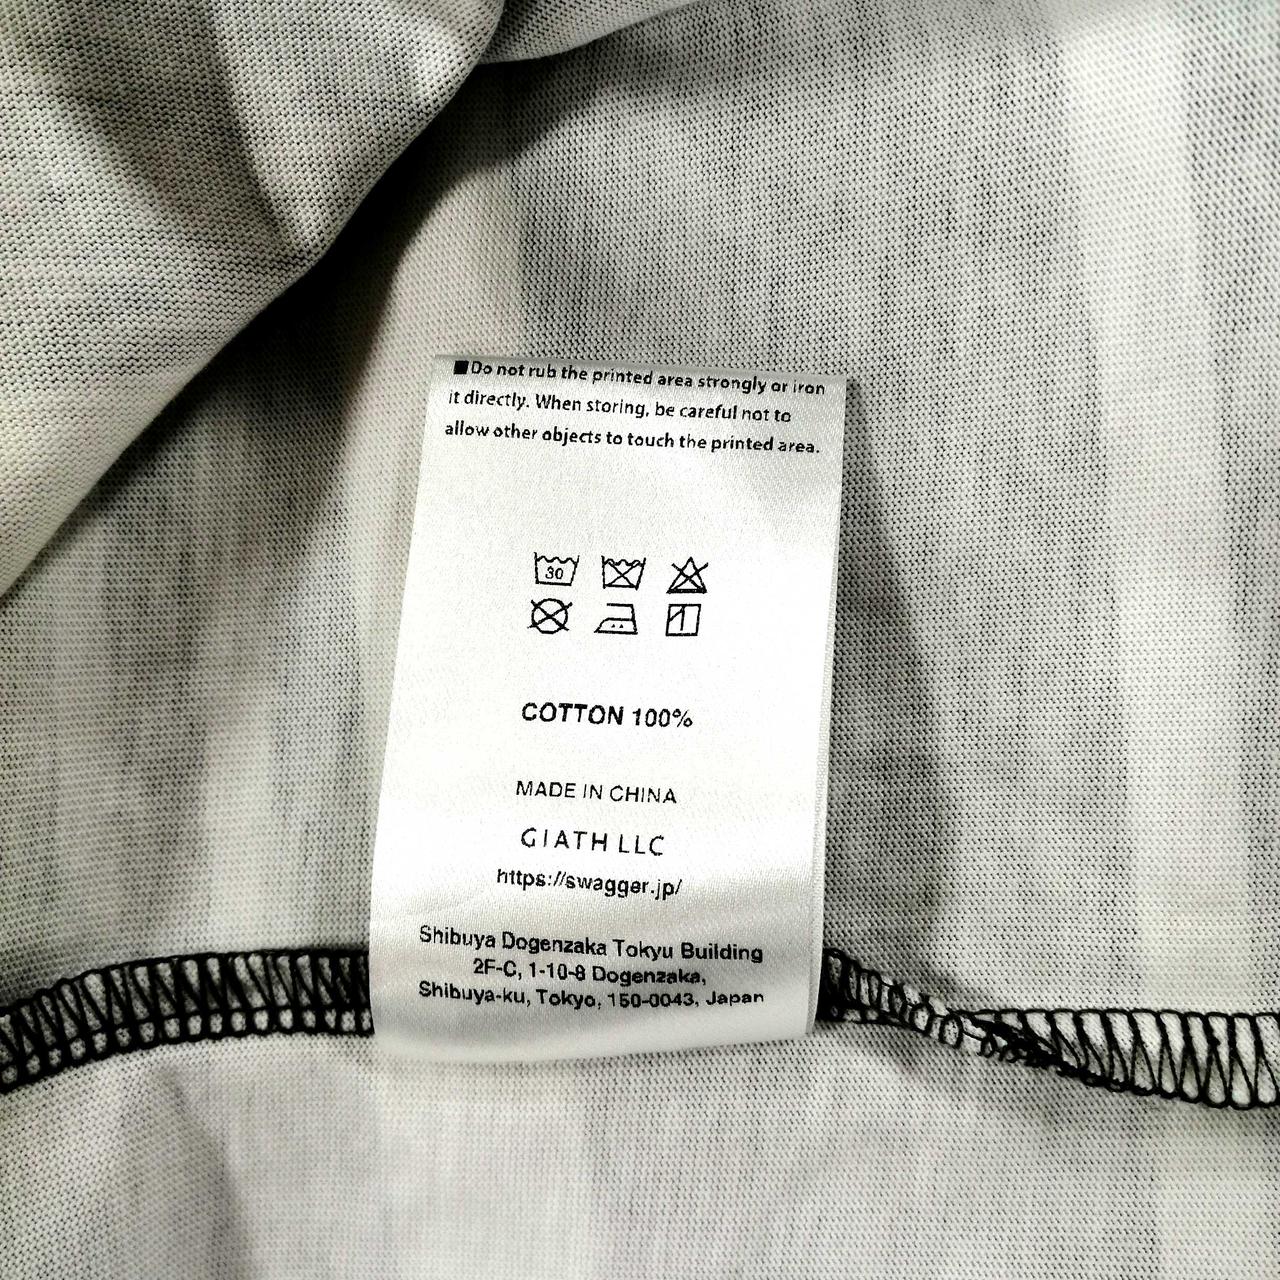 ■Do not rub the printed area strongly or iron
it directly. When storing, be careful not to
allow other objects to touch the printed area.
30
COTTON 100%
MADE IN CHINA
GIATH LLC
https://swagger.jp/
Shibuya Dogenzaka Tokyu Building
2F-C, 1-10-8 Dogenzaka,
Shibuya-ku, Tokyo, 150-0043, Japan